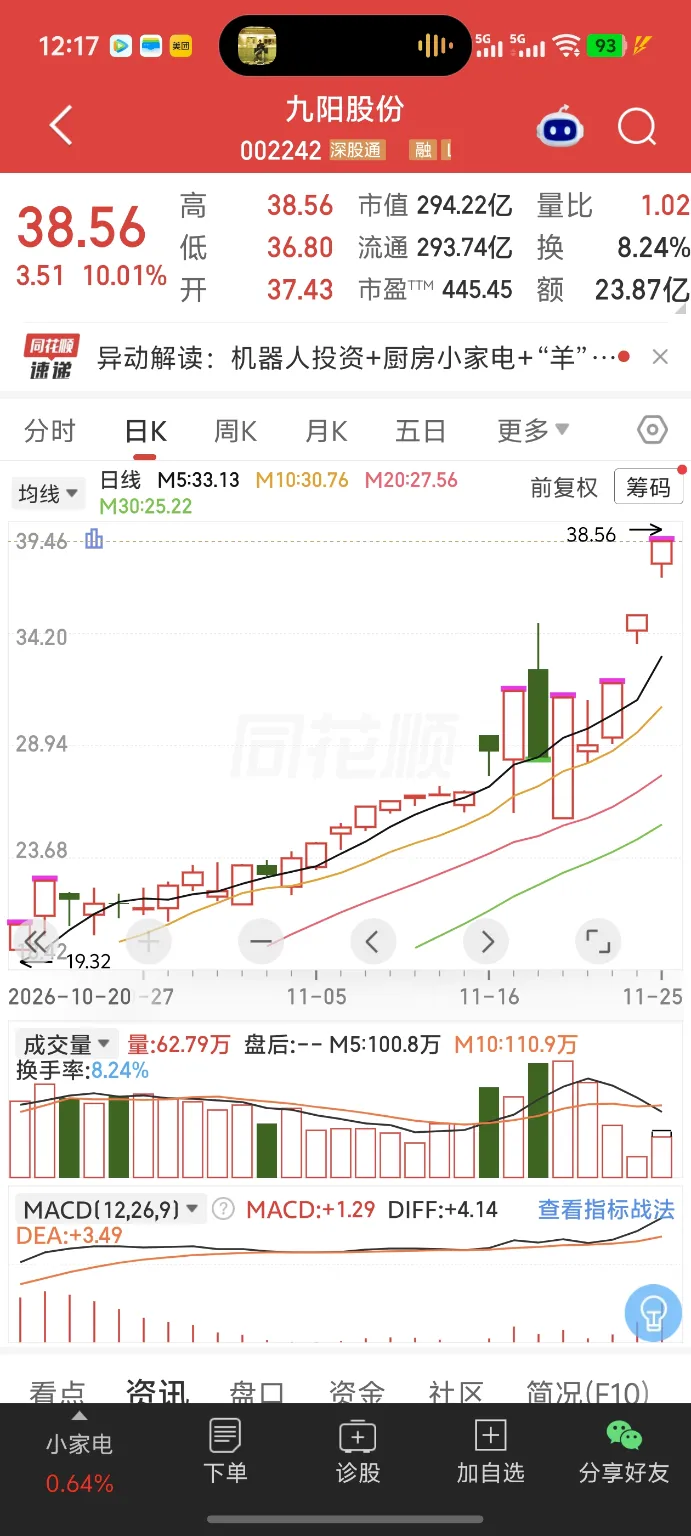 12:17 美团 5G 5G 93
九阳股份
002242 深股通 融
38.56
3.51 10.01%
高 38.56 市值 294.22亿 量比 1.02
低 36.80 流通 293.74亿 换 8.24%
开 37.43 市盈TTM 445.45 额 23.87亿
同花顺
速递
异动解读：机器人投资+厨房小家电+“羊”…
分时 日K 周K 月K 五日 更多
均线 日线 M5:33.13 M10:30.76 M20:27.56
M30:25.22
前复权 筹码
39.46
38.56
34.20
28.94
同花顺
23.68
19.32
2026-10-20 -27 11-05 11-16 11-25
成交量 量:62.79万 盘后:-- M5:100.8万 M10:110.9万
换手率:8.24%
MACD(12,26,9) ? MACD:+1.29 DIFF:+4.14 查看指标战法
DEA:+3.49
看点 资讯 盘口 资金 社区 简况(F10)
小家电
0.64%
下单 诊股 加自选 分享好友